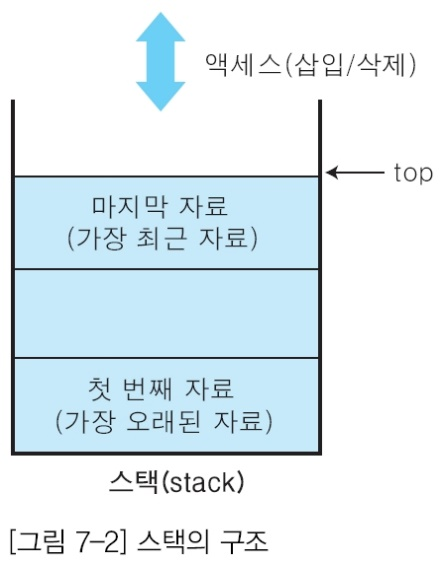 액세스(삽입/삭제)
top
마지막 자료
(가장 최근 자료)
첫 번째 자료
(가장 오래된 자료)
스택(stack)
[그림 7-2] 스택의 구조